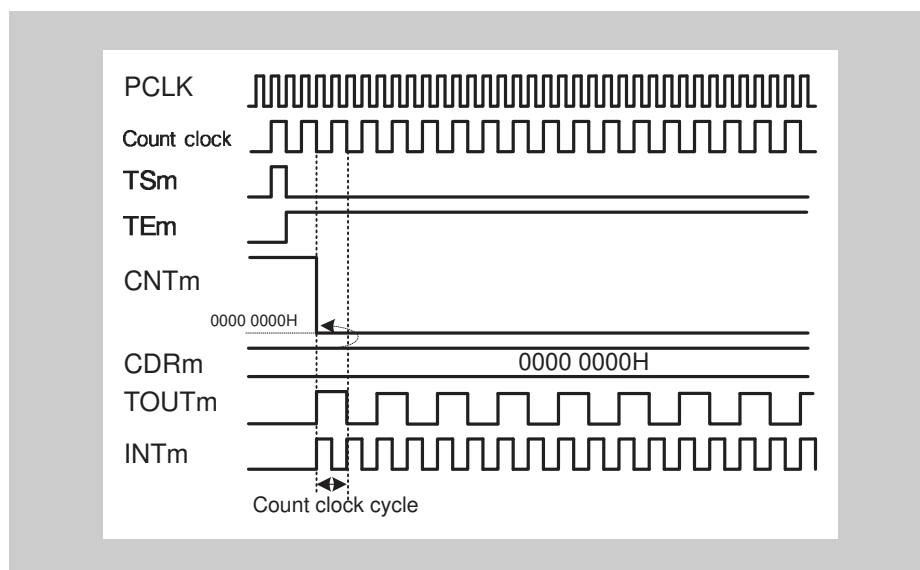 PCLK
Count clock
TSm
TEm
CNTm
0000 0000H
CDRm
0000 0000H
TOUTm
INTm
Count clock cycle